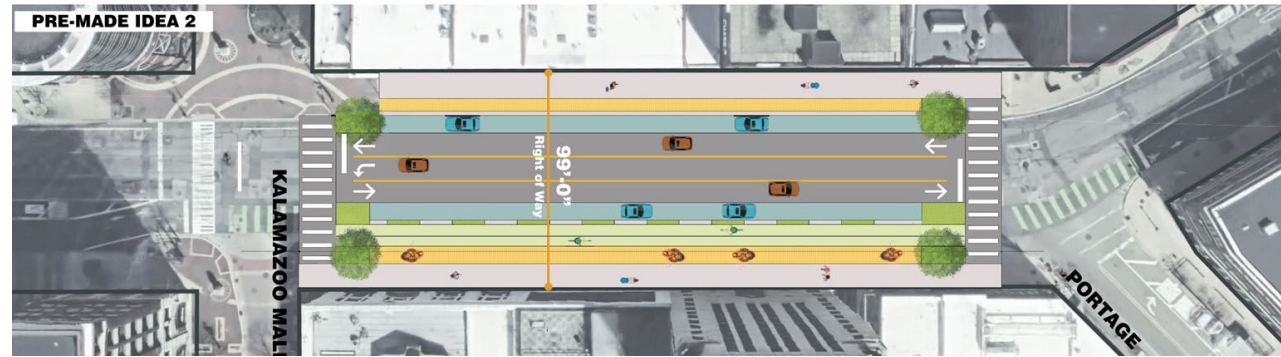 PRE-MADE IDEA 2
99'-0"
Right of Way
KALAMAZOO MALL
PORTAGE